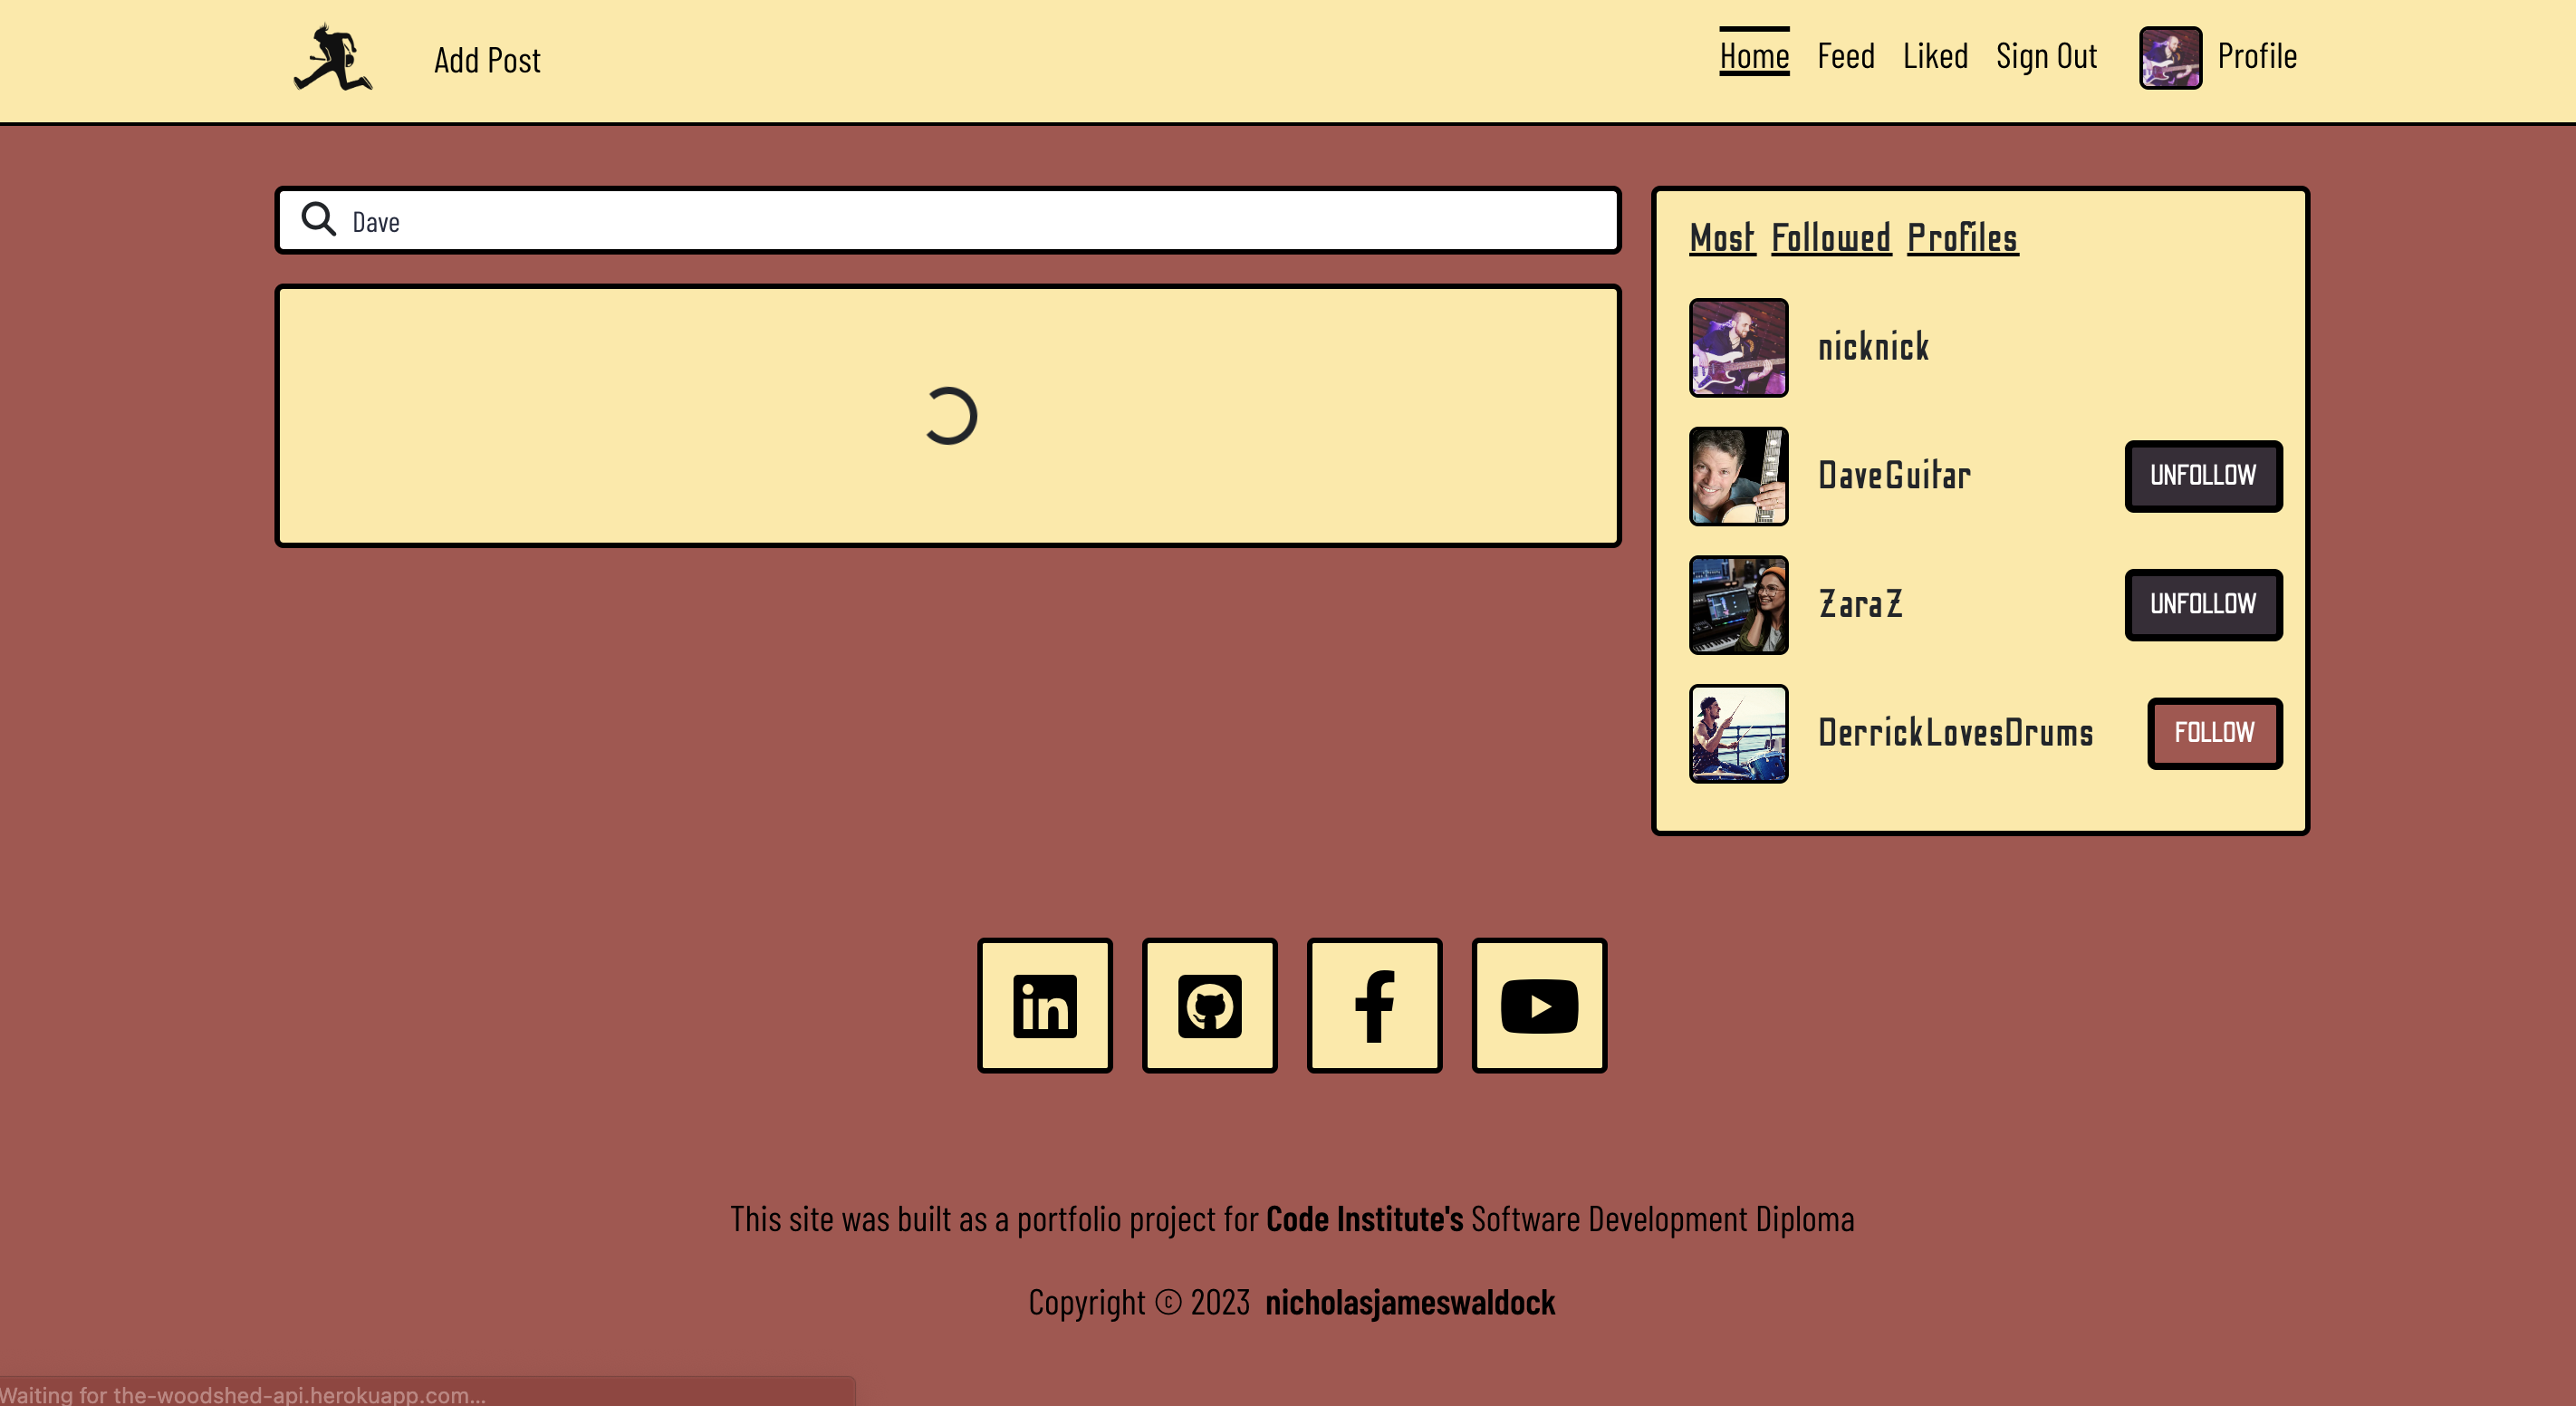 Add Post
Home Feed Liked Sign Out Profile
Dave
Most Followed Profiles
nicknick
DaveGuitar UNFOLLOW
ZaraZ UNFOLLOW
DerrickLovesDrums FOLLOW
in
This site was built as a portfolio project for Code Institute's Software Development Diploma
Copyright © 2023 nicholasjameswaldock
Waiting for the-woodshed-api.herokuapp.com...